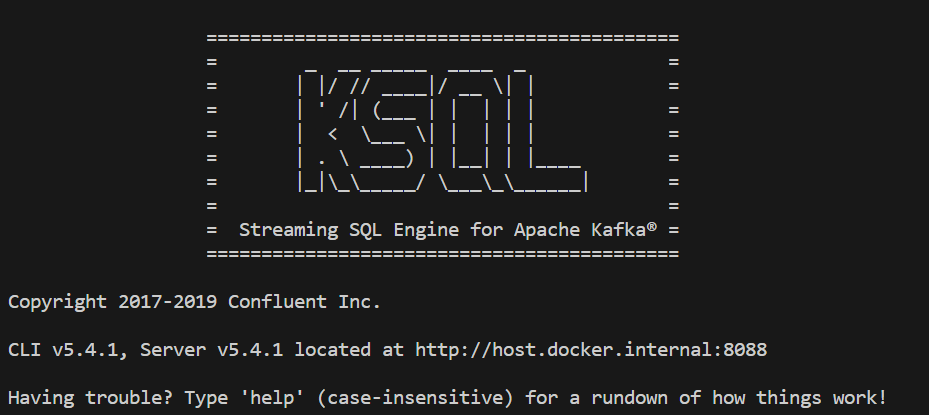 ===========================================
=        _  __ _____  ____  _             =
=       | |/ // ____|/ __ \| |            =
=       | ' /| (___ | |  | | |            =
=       |  <  \___ \| |  | | |            =
=       | . \ ____) | |__| | |____        =
=       |_|\_\_____/ \___\_\______|       =
=                                         =
=  Streaming SQL Engine for Apache Kafka® =
===========================================
Copyright 2017-2019 Confluent Inc.
CLI v5.4.1, Server v5.4.1 located at http://host.docker.internal:8088
Having trouble? Type 'help' (case-insensitive) for a rundown of how things work!